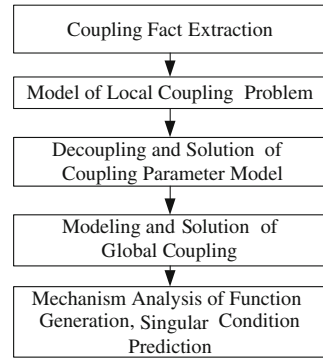 Coupling Fact Extraction
Model of Local Coupling Problem
Decoupling and Solution of
Coupling Parameter Model
Modeling and Solution of
Global Coupling
Mechanism Analysis of Function
Generation, Singular Condition
Prediction